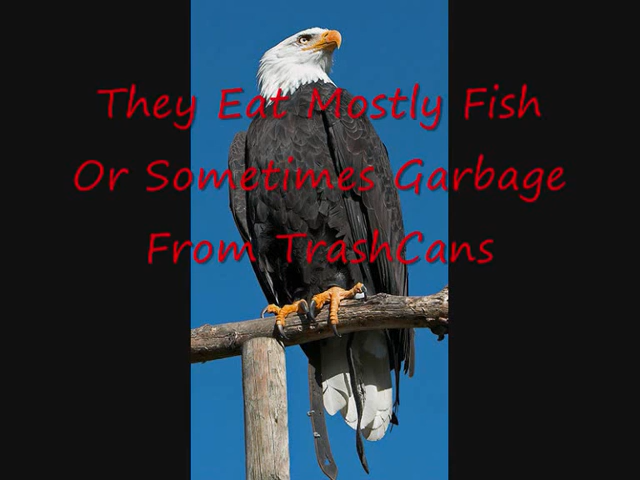 They Eat Mostly Fish
Or Sometimes Garbage
From TrashCans